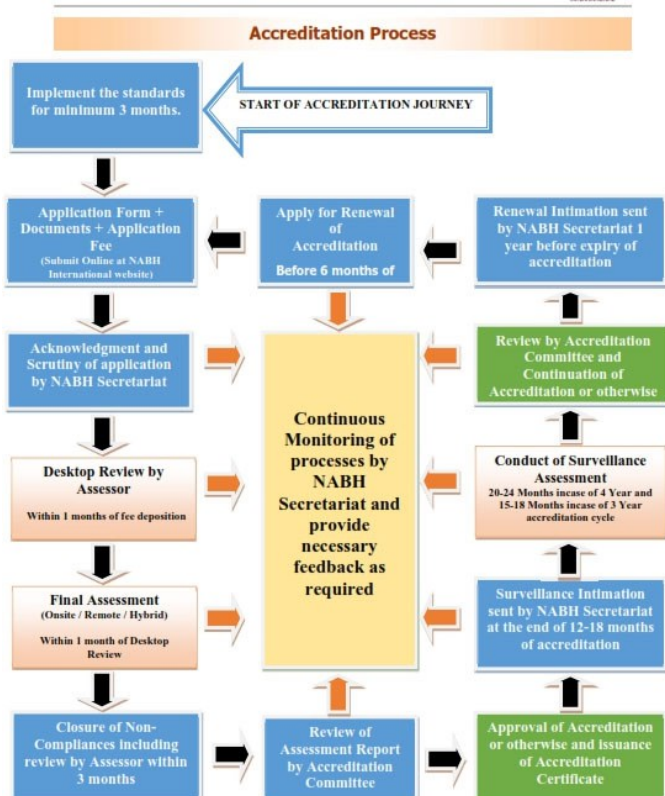 Accreditation Process
Implement the standards
for minimum 3 months.
START OF ACCREDITATION JOURNEY
Application Form +
Documents + Application
Fee
(Submit Online at NABH
International website)
Apply for Renewal
of
Accreditation
Before 6 months of
Renewal Intimation sent
by NABH Secretariat 1
year before expiry of
accreditation
Acknowledgment and
Scrutiny of application
by NABH Secretariat
Continuous
Monitoring of
processes by
NABH
Secretariat and
provide
necessary
feedback as
required
Review by Accreditation
Committee and
Continuation of
Accreditation or otherwise
Desktop Review by
Assessor
Within 1 months of fee deposition
Conduct of Surveillance
Assessment
20-24 Months incase of 4 Year and
15-18 Months incase of 3 Year
accreditation cycle
Final Assessment
(Onsite / Remote / Hybrid)
Within 1 month of Desktop
Review
Surveillance Intimation
sent by NABH Secretariat
at the end of 12-18 months
of accreditation
Closure of Non-
Compliances including
review by Assessor within
3 months
Review of
Assessment Report
by Accreditation
Committee
Approval of Accreditation
or otherwise and issuance
of Accreditation
Certificate